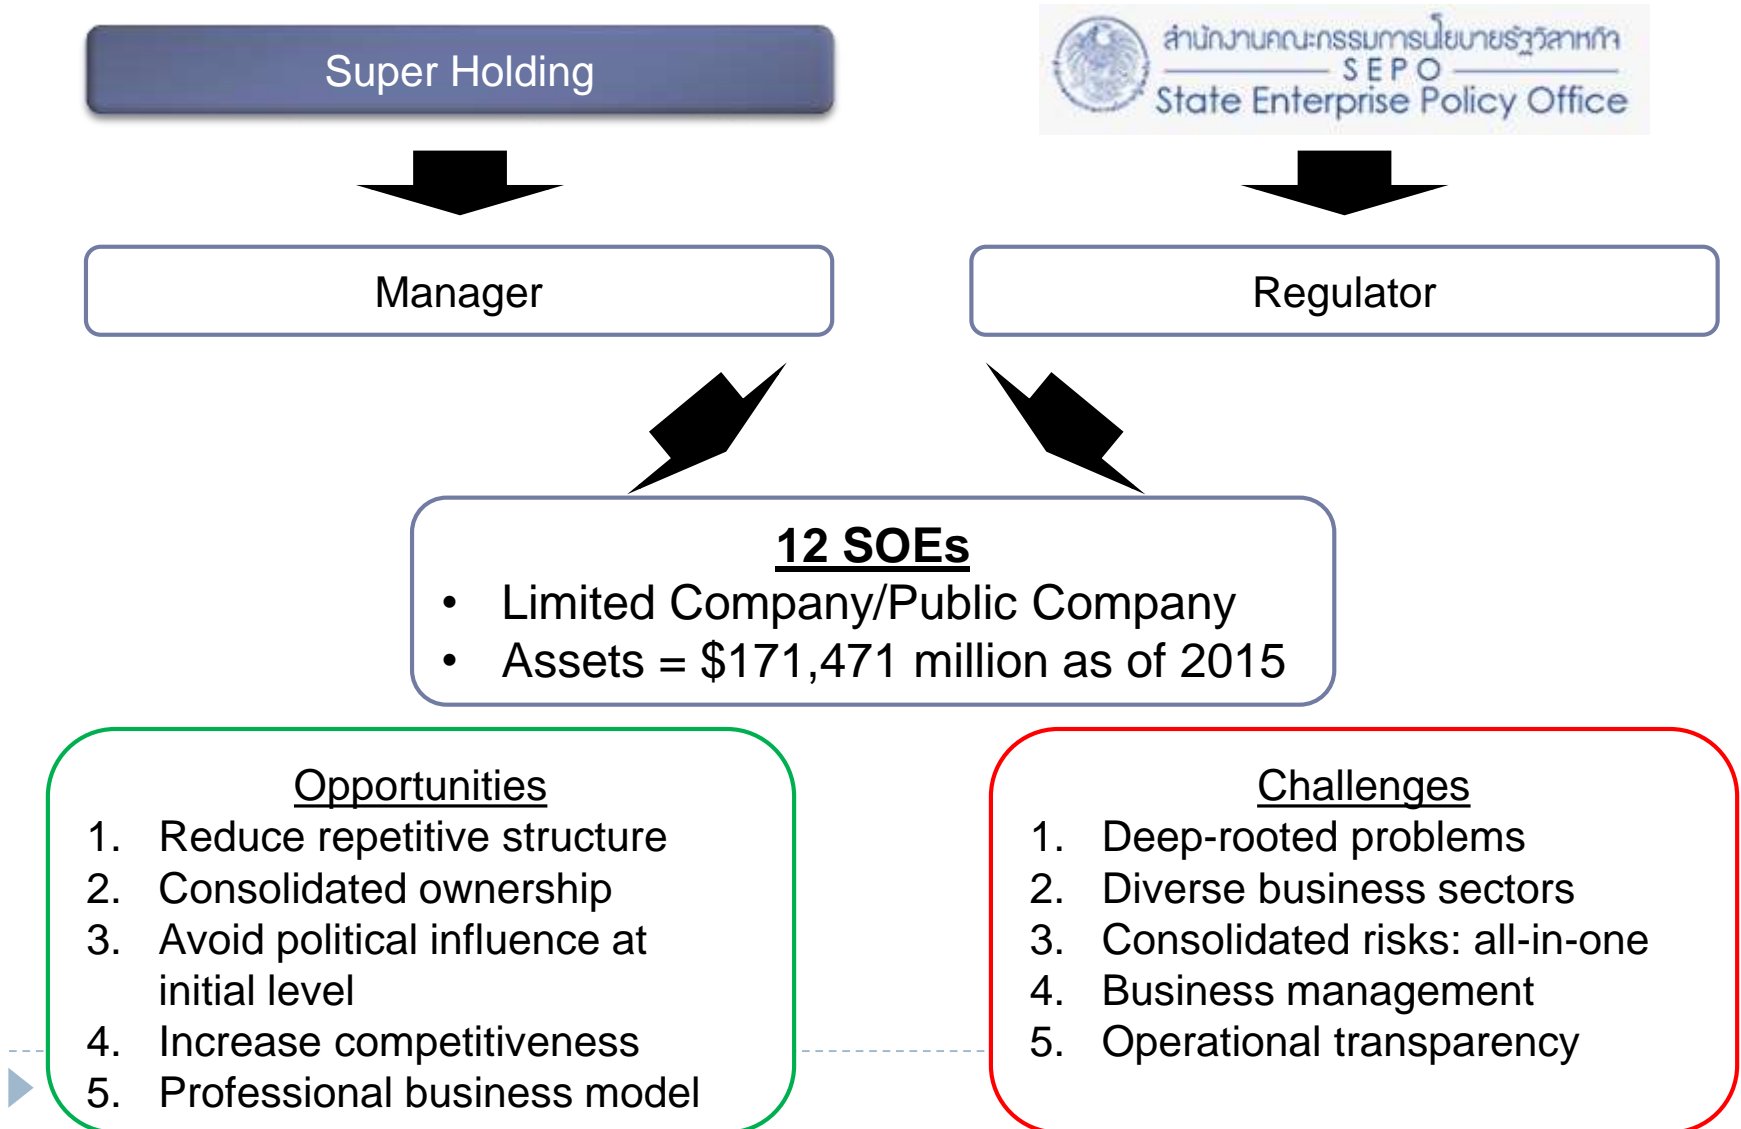 Super Holding
สำนักงานคณะกรรมการนโยบายรัฐวิสาหกิจ
SEPO
State Enterprise Policy Office
Manager
Regulator
12 SOEs
• Limited Company/Public Company
• Assets = $171,471 million as of 2015
Opportunities
1. Reduce repetitive structure
2. Consolidated ownership
3. Avoid political influence at
initial level
4. Increase competitiveness
5. Professional business model
Challenges
1. Deep-rooted problems
2. Diverse business sectors
3. Consolidated risks: all-in-one
4. Business management
5. Operational transparency